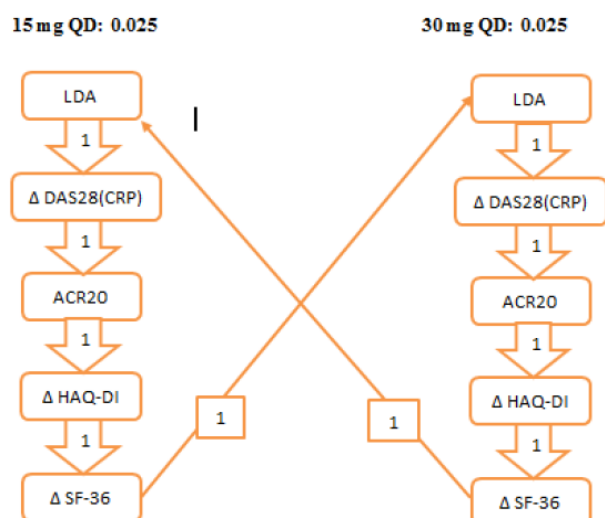 15 mg QD: 0.025
30 mg QD: 0.025
LDA
1
Δ DAS28(CRP)
1
ACR20
1
Δ HAQ-DI
1
Δ SF-36
1
1
LDA
1
Δ DAS28(CRP)
1
ACR20
1
Δ HAQ-DI
1
Δ SF-36